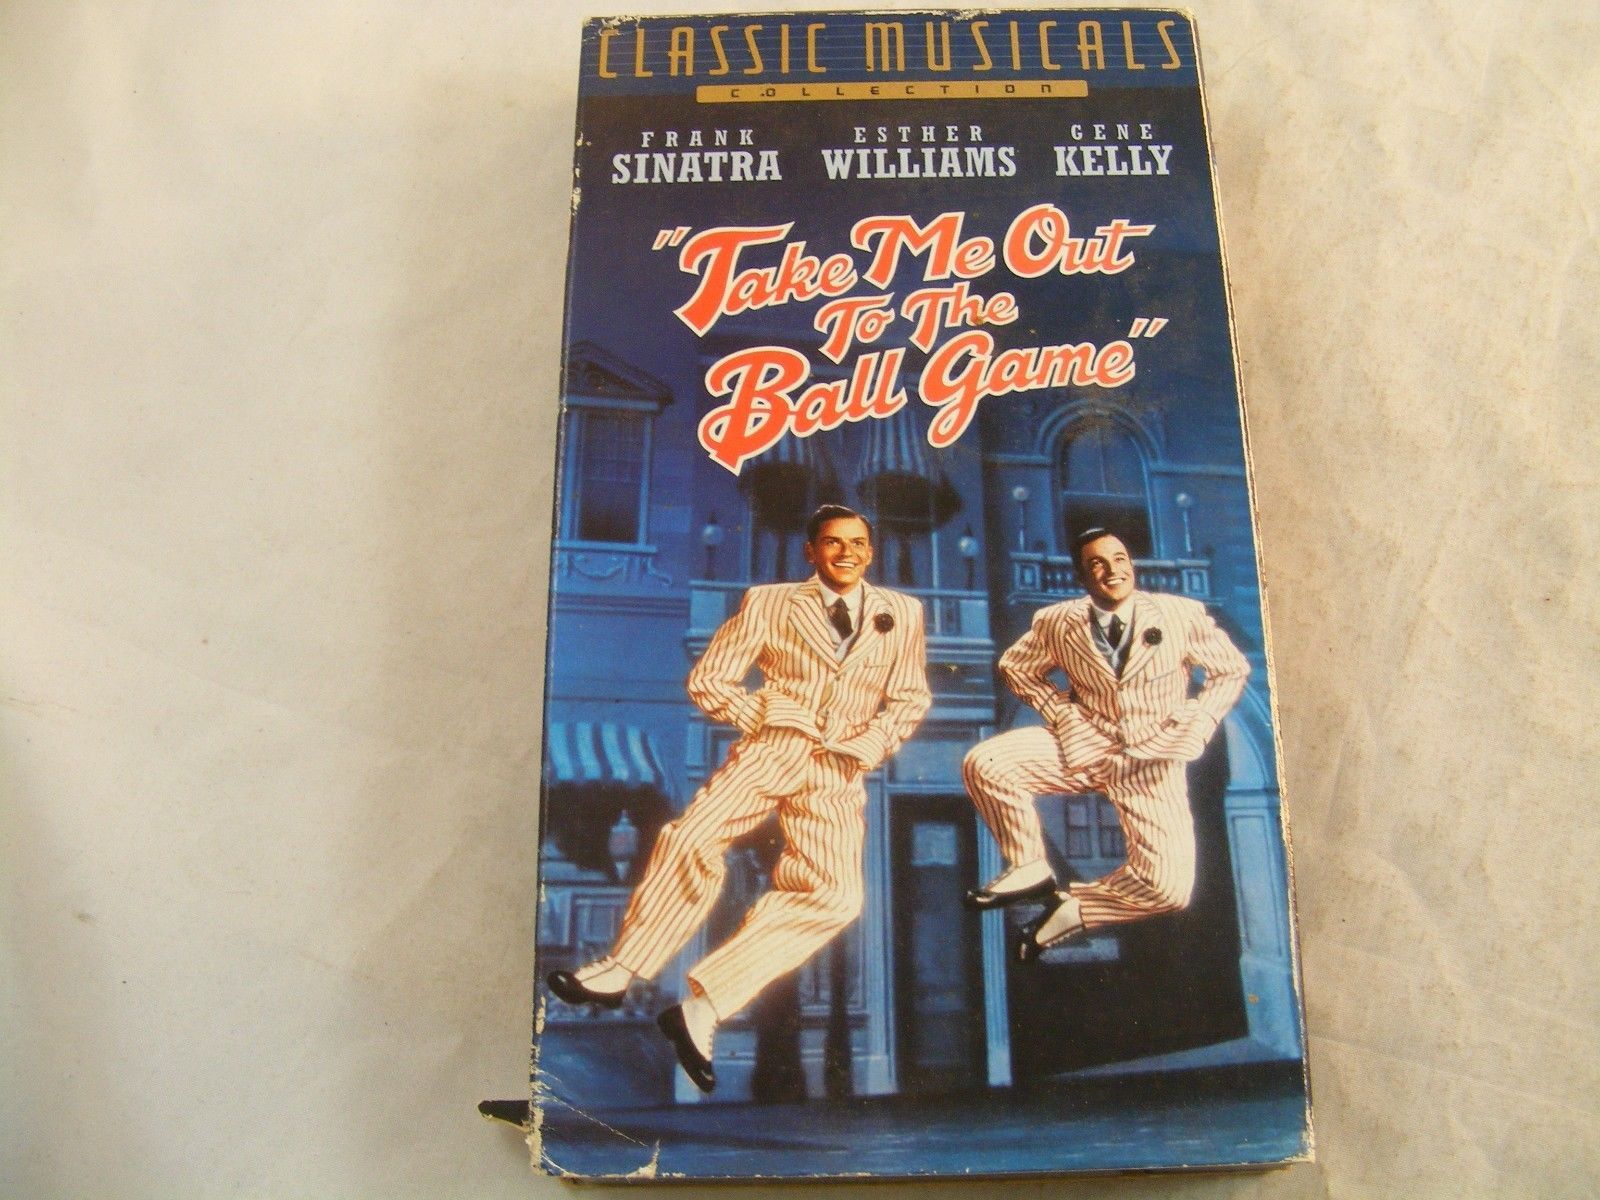 CLASSIC MUSICALS
COLLECTION
FRANK SINATRA
ESTHER WILLIAMS
GENE KELLY
"Take Me Out
To The
Ball Game"